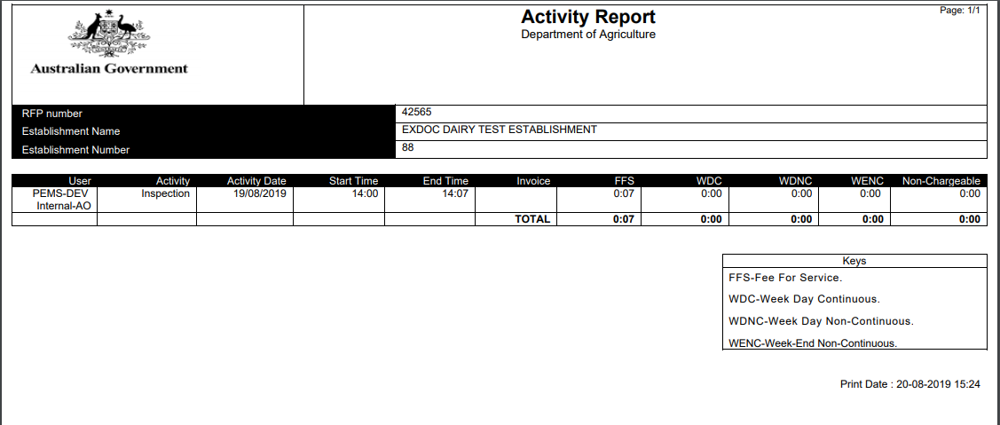 Activity Report
Page: 1/1
Department of Agriculture
Australian Government
RFP number 42565
Establishment Name EXDOC DAIRY TEST ESTABLISHMENT
Establishment Number 88
User Activity Activity Date Start Time End Time Invoice FFS WDC WDNC WENC Non-Chargeable
PEMS-DEV Inspection 19/08/2019 14:00 14:07 0:07 0:00 0:00 0:00 0:00
Internal-AO
TOTAL 0:07 0:00 0:00 0:00 0:00
Keys
FFS-Fee For Service.
WDC-Week Day Continuous.
WDNC-Week Day Non-Continuous.
WENC-Week-End Non-Continuous.
Print Date : 20-08-2019 15:24